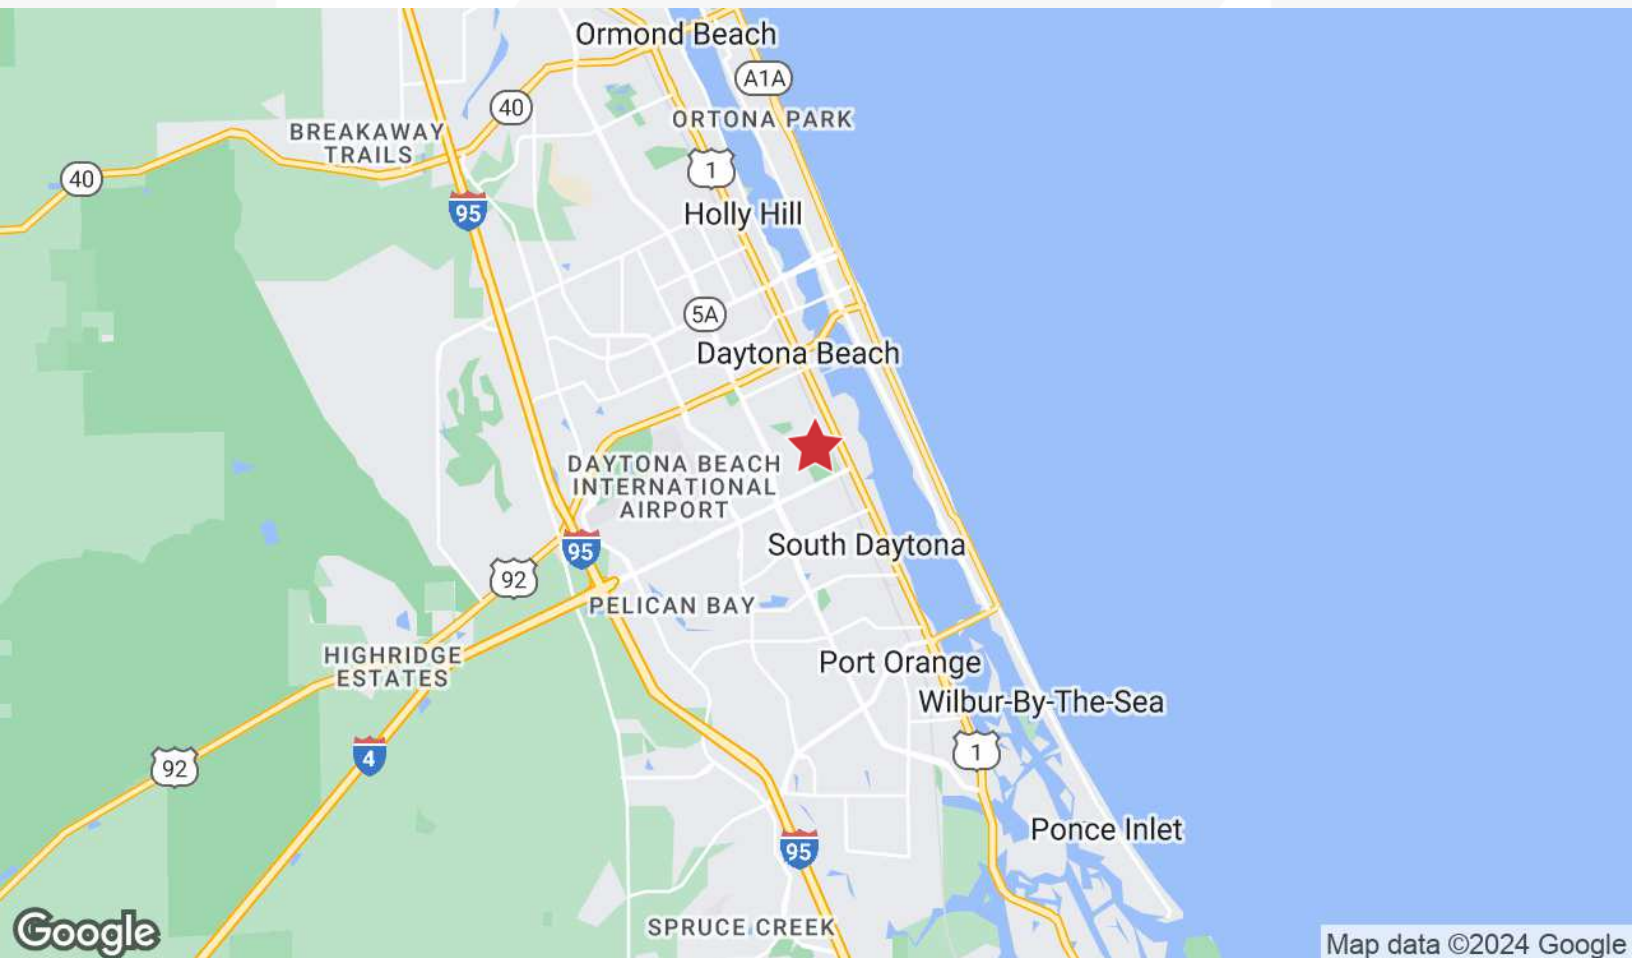 Ormond Beach
A1A
40
ORTONA PARK
BREAKAWAY
TRAILS
1
40
95
Holly Hill
5A
Daytona Beach
DAYTONA BEACH
INTERNATIONAL
AIRPORT
South Daytona
95
92
PELICAN BAY
HIGHRIDGE
ESTATES
Port Orange
Wilbur-By-The-Sea
1
4
92
Ponce Inlet
95
SPRUCE CREEK
Google
Map data ©2024 Google